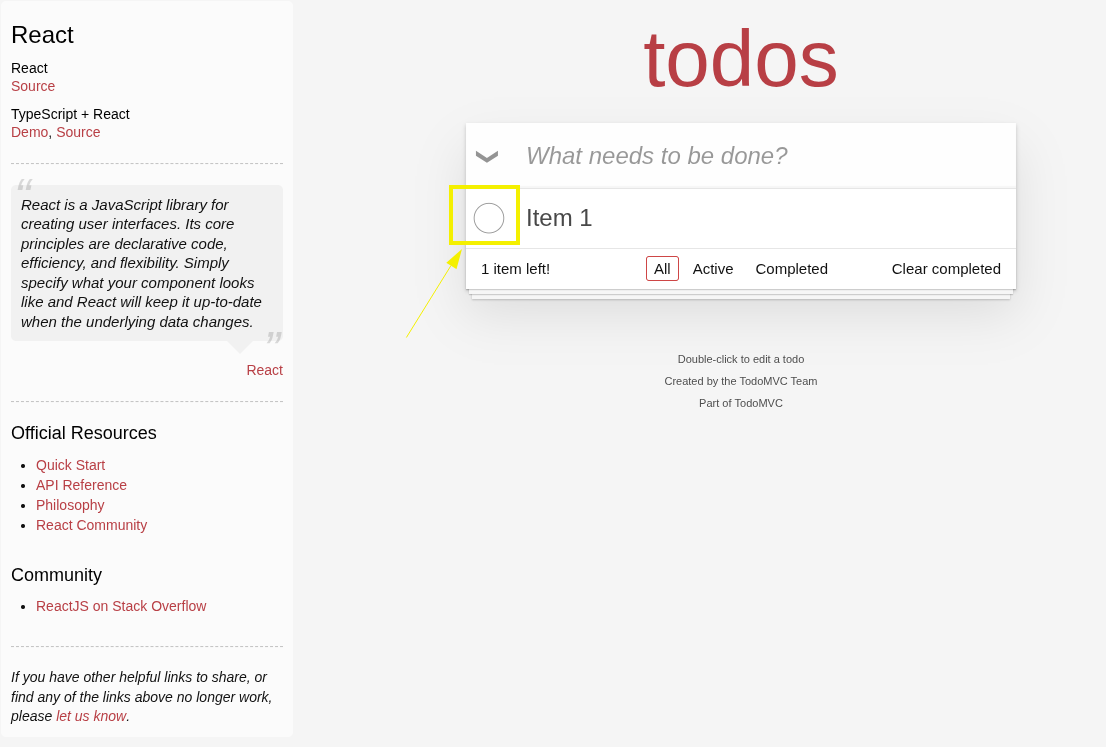 React
React
Source
TypeScript + React
Demo, Source
“
React is a JavaScript library for
creating user interfaces. Its core
principles are declarative code,
efficiency, and flexibility. Simply
specify what your component looks
like and React will keep it up-to-date
when the underlying data changes.
”
React
Official Resources
• Quick Start
• API Reference
• Philosophy
• React Community
Community
• ReactJS on Stack Overflow
If you have other helpful links to share, or
find any of the links above no longer work,
please let us know.
todos
What needs to be done?
Item 1
1 item left! All Active Completed Clear completed
Double-click to edit a todo
Created by the TodoMVC Team
Part of TodoMVC